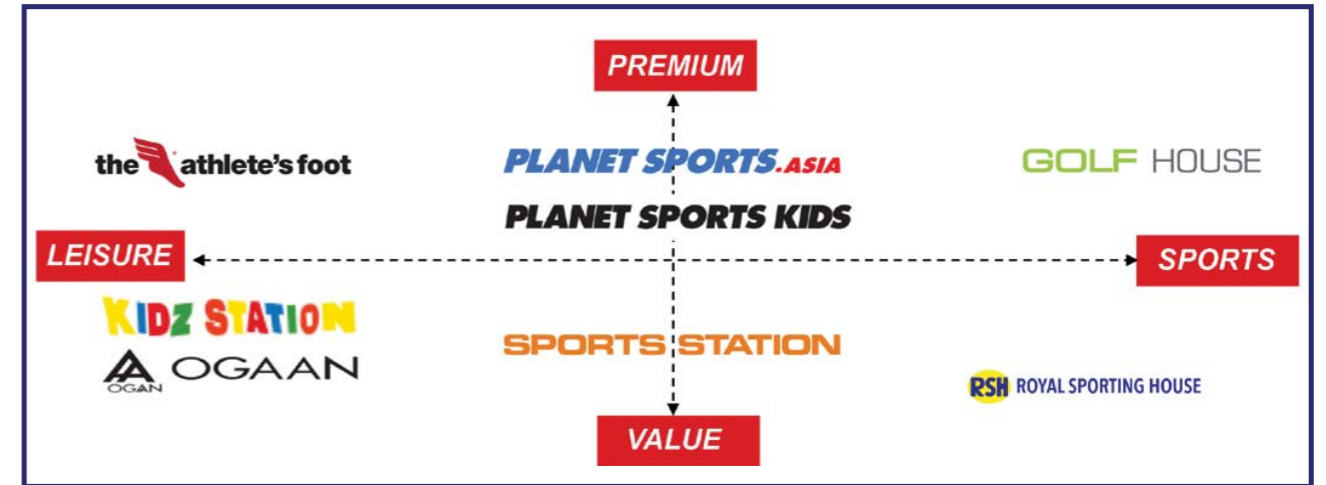 PREMIUM
the athlete's foot
PLANET SPORTS.ASIA
GOLF HOUSE
PLANET SPORTS KIDS
LEISURE
SPORTS
KIDZ STATION
SPORTS STATION
OGAAN
OGAN
RSH ROYAL SPORTING HOUSE
VALUE